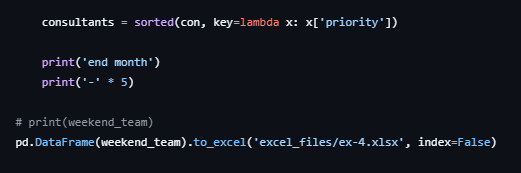 consultants = sorted(con, key=lambda x: x['priority'])
print('end month')
print('-' * 5)
# print(weekend_team)
pd.DataFrame(weekend_team).to_excel('excel_files/ex-4.xlsx', index=False)